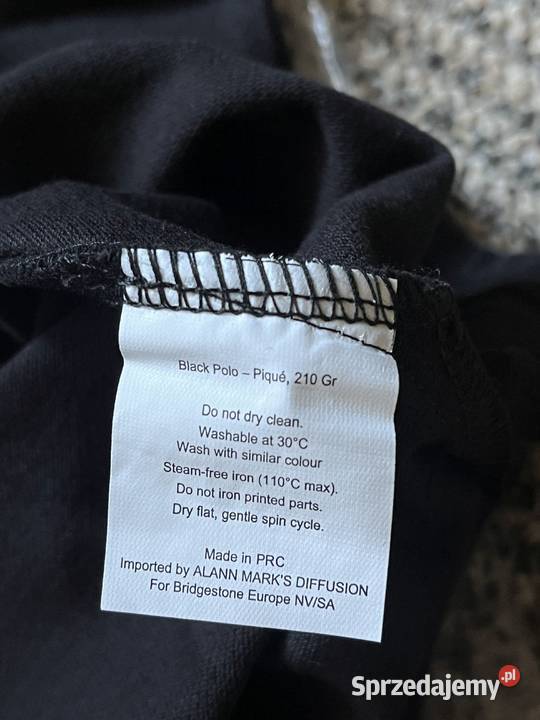 Black Polo – Piqué, 210 Gr
Do not dry clean.
Washable at 30°C
Wash with similar colour
Steam-free iron (110°C max).
Do not iron printed parts.
Dry flat, gentle spin cycle.
Made in PRC
Imported by ALANN MARK'S DIFFUSION
For Bridgestone Europe NV/SA
Sprzedajemy.pl